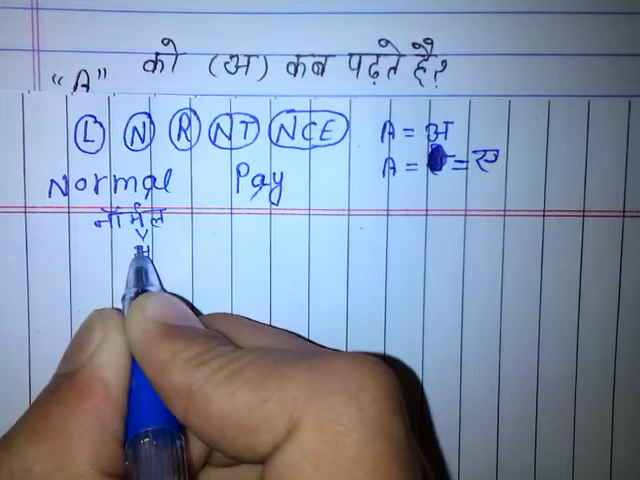 "A" को (अ) कब पढ़ते है?
L N R NT NCE
A = अ
A = = ए
Normal Pay
नॉर्मल
म